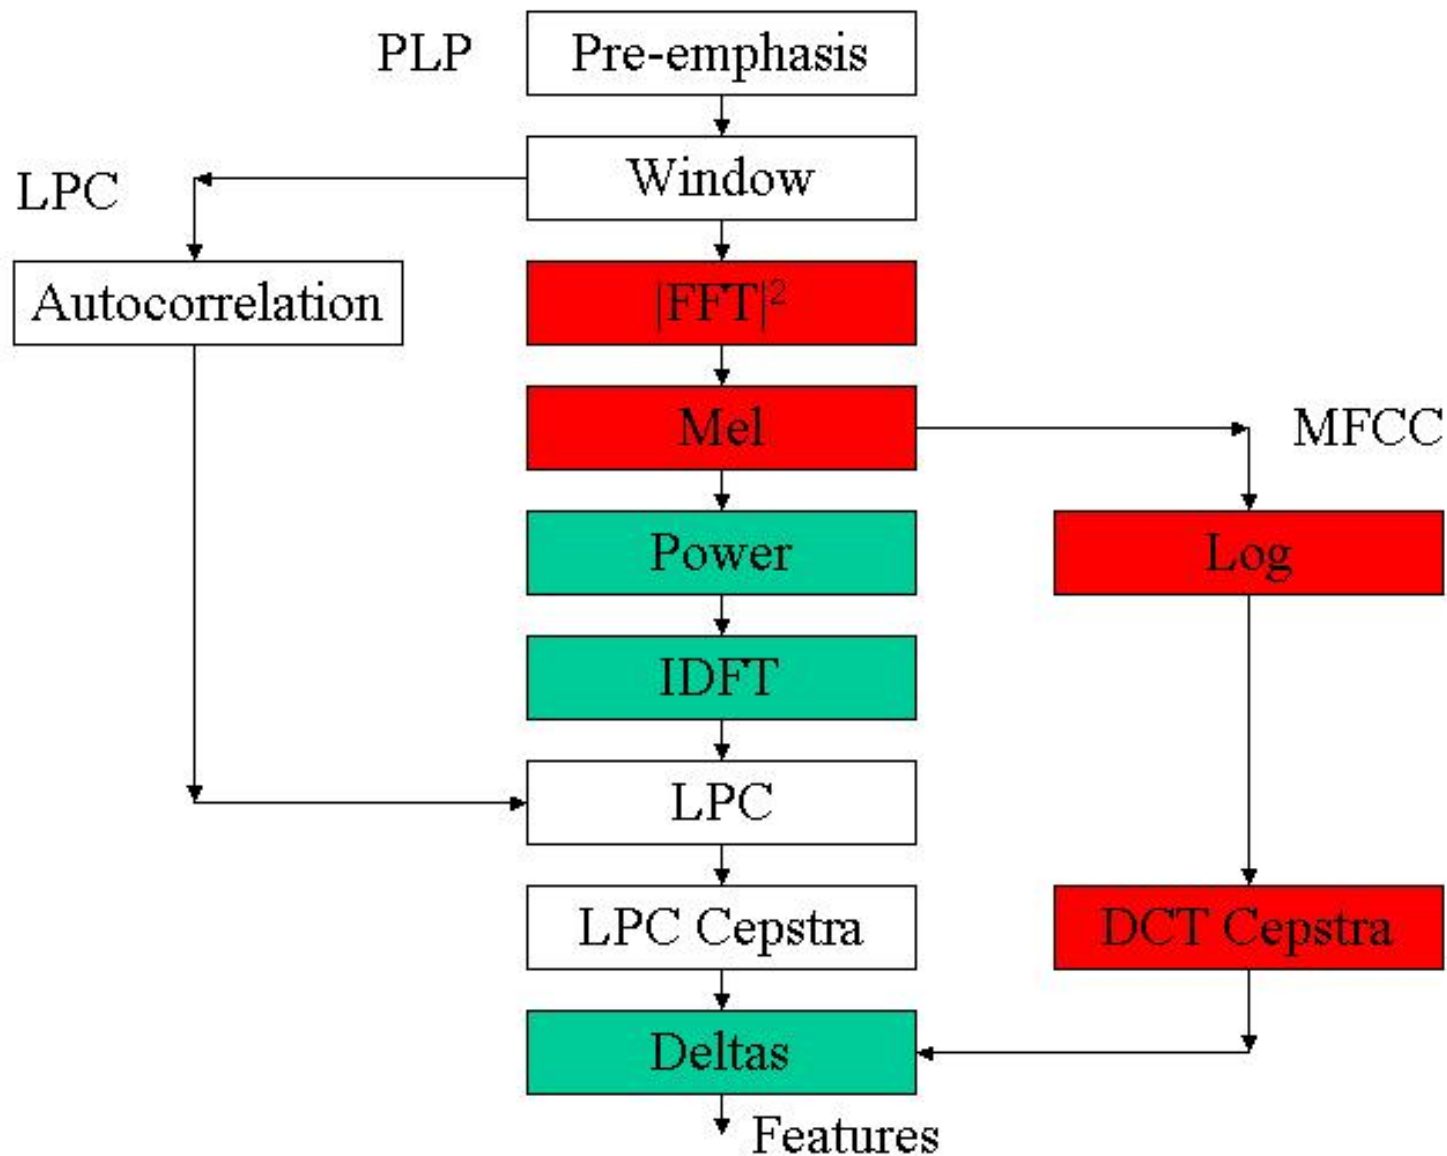 PLP
Pre-emphasis
Window
LPC
Autocorrelation
|FFT|²
Mel
MFCC
Power
Log
IDFT
LPC
LPC Cepstra
DCT Cepstra
Deltas
Features